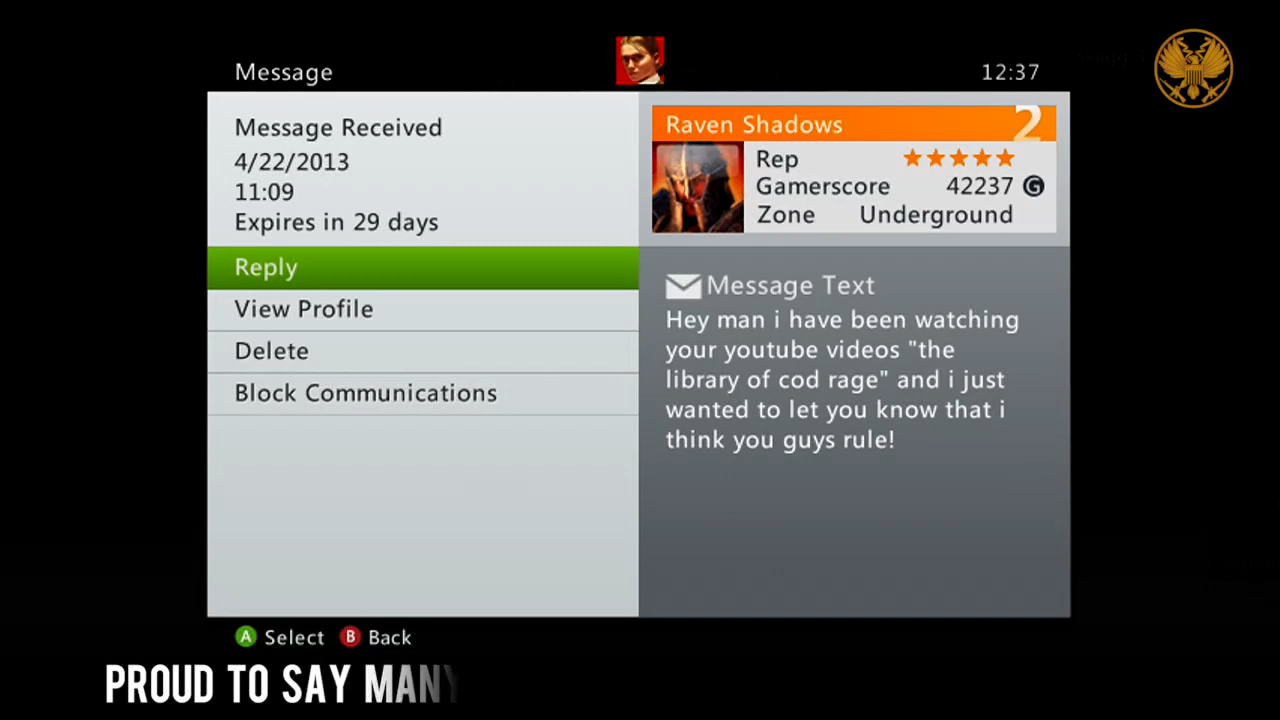 Message
12:37
Message Received
4/22/2013
11:09
Expires in 29 days
Reply
View Profile
Delete
Block Communications
Raven Shadows 2
Rep
Gamerscore 42237 G
Zone Underground
Message Text
Hey man i have been watching
your youtube videos "the
library of cod rage" and i just
wanted to let you know that i
think you guys rule!
A Select B Back
PROUD TO SAY MANY